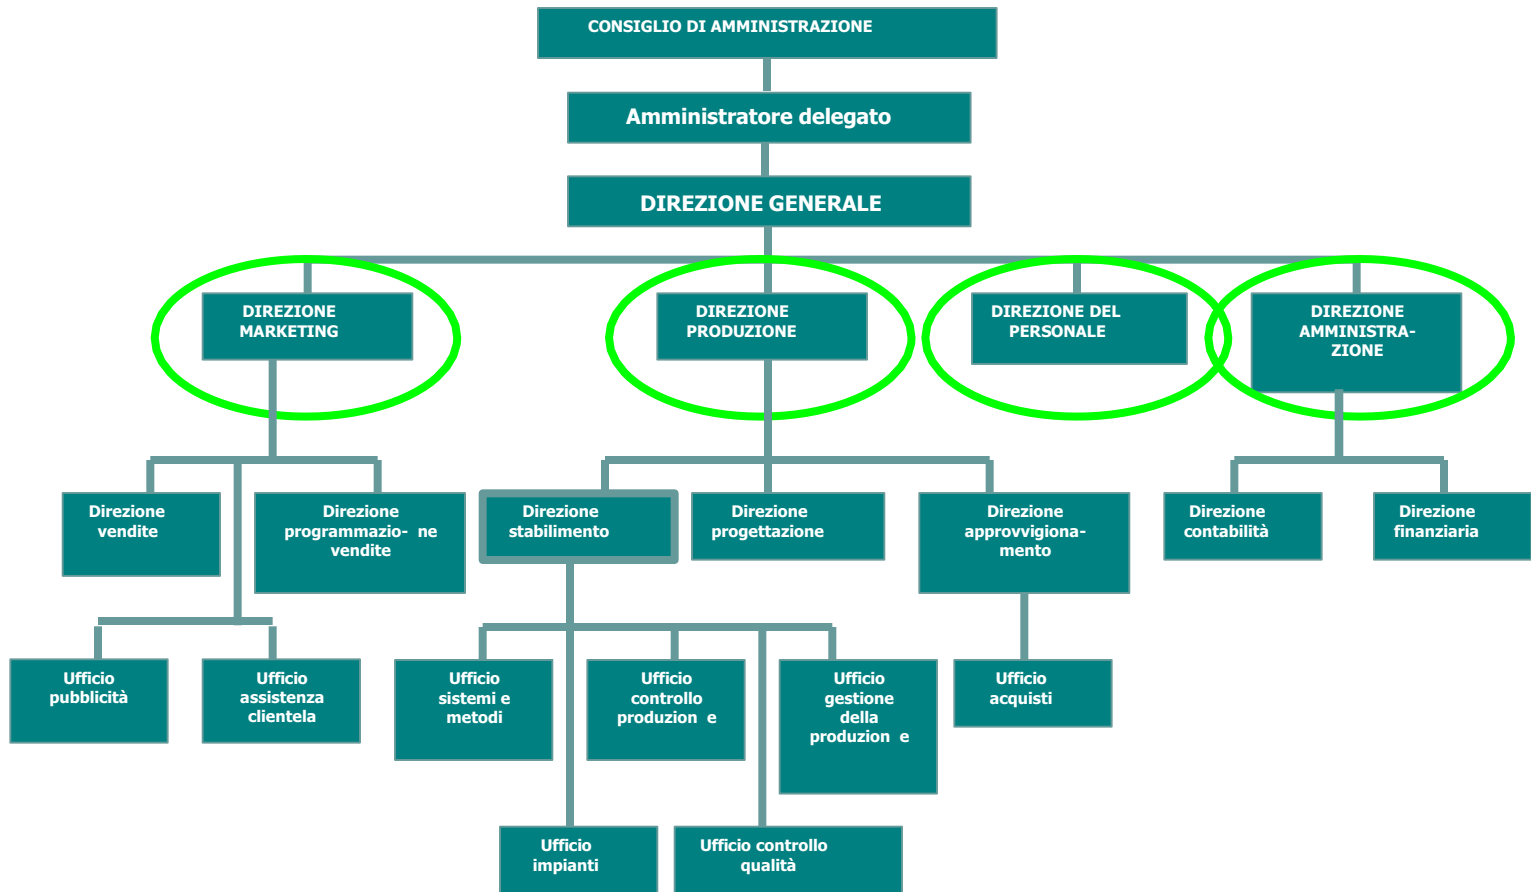 CONSIGLIO DI AMMINISTRAZIONE
Amministratore delegato
DIREZIONE GENERALE
DIREZIONE
MARKETING
DIREZIONE
PRODUZIONE
DIREZIONE DEL
PERSONALE
DIREZIONE
AMMINISTRA-
ZIONE
Direzione
vendite
Direzione
programmazio- ne
vendite
Direzione
stabilimento
Direzione
progettazione
Direzione
approvvigiona-
mento
Direzione
contabilità
Direzione
finanziaria
Ufficio
pubblicità
Ufficio
assistenza
clientela
Ufficio
sistemi e
metodi
Ufficio
controllo
produzion e
Ufficio
gestione
della
produzion e
Ufficio
acquisti
Ufficio
impianti
Ufficio controllo
qualità